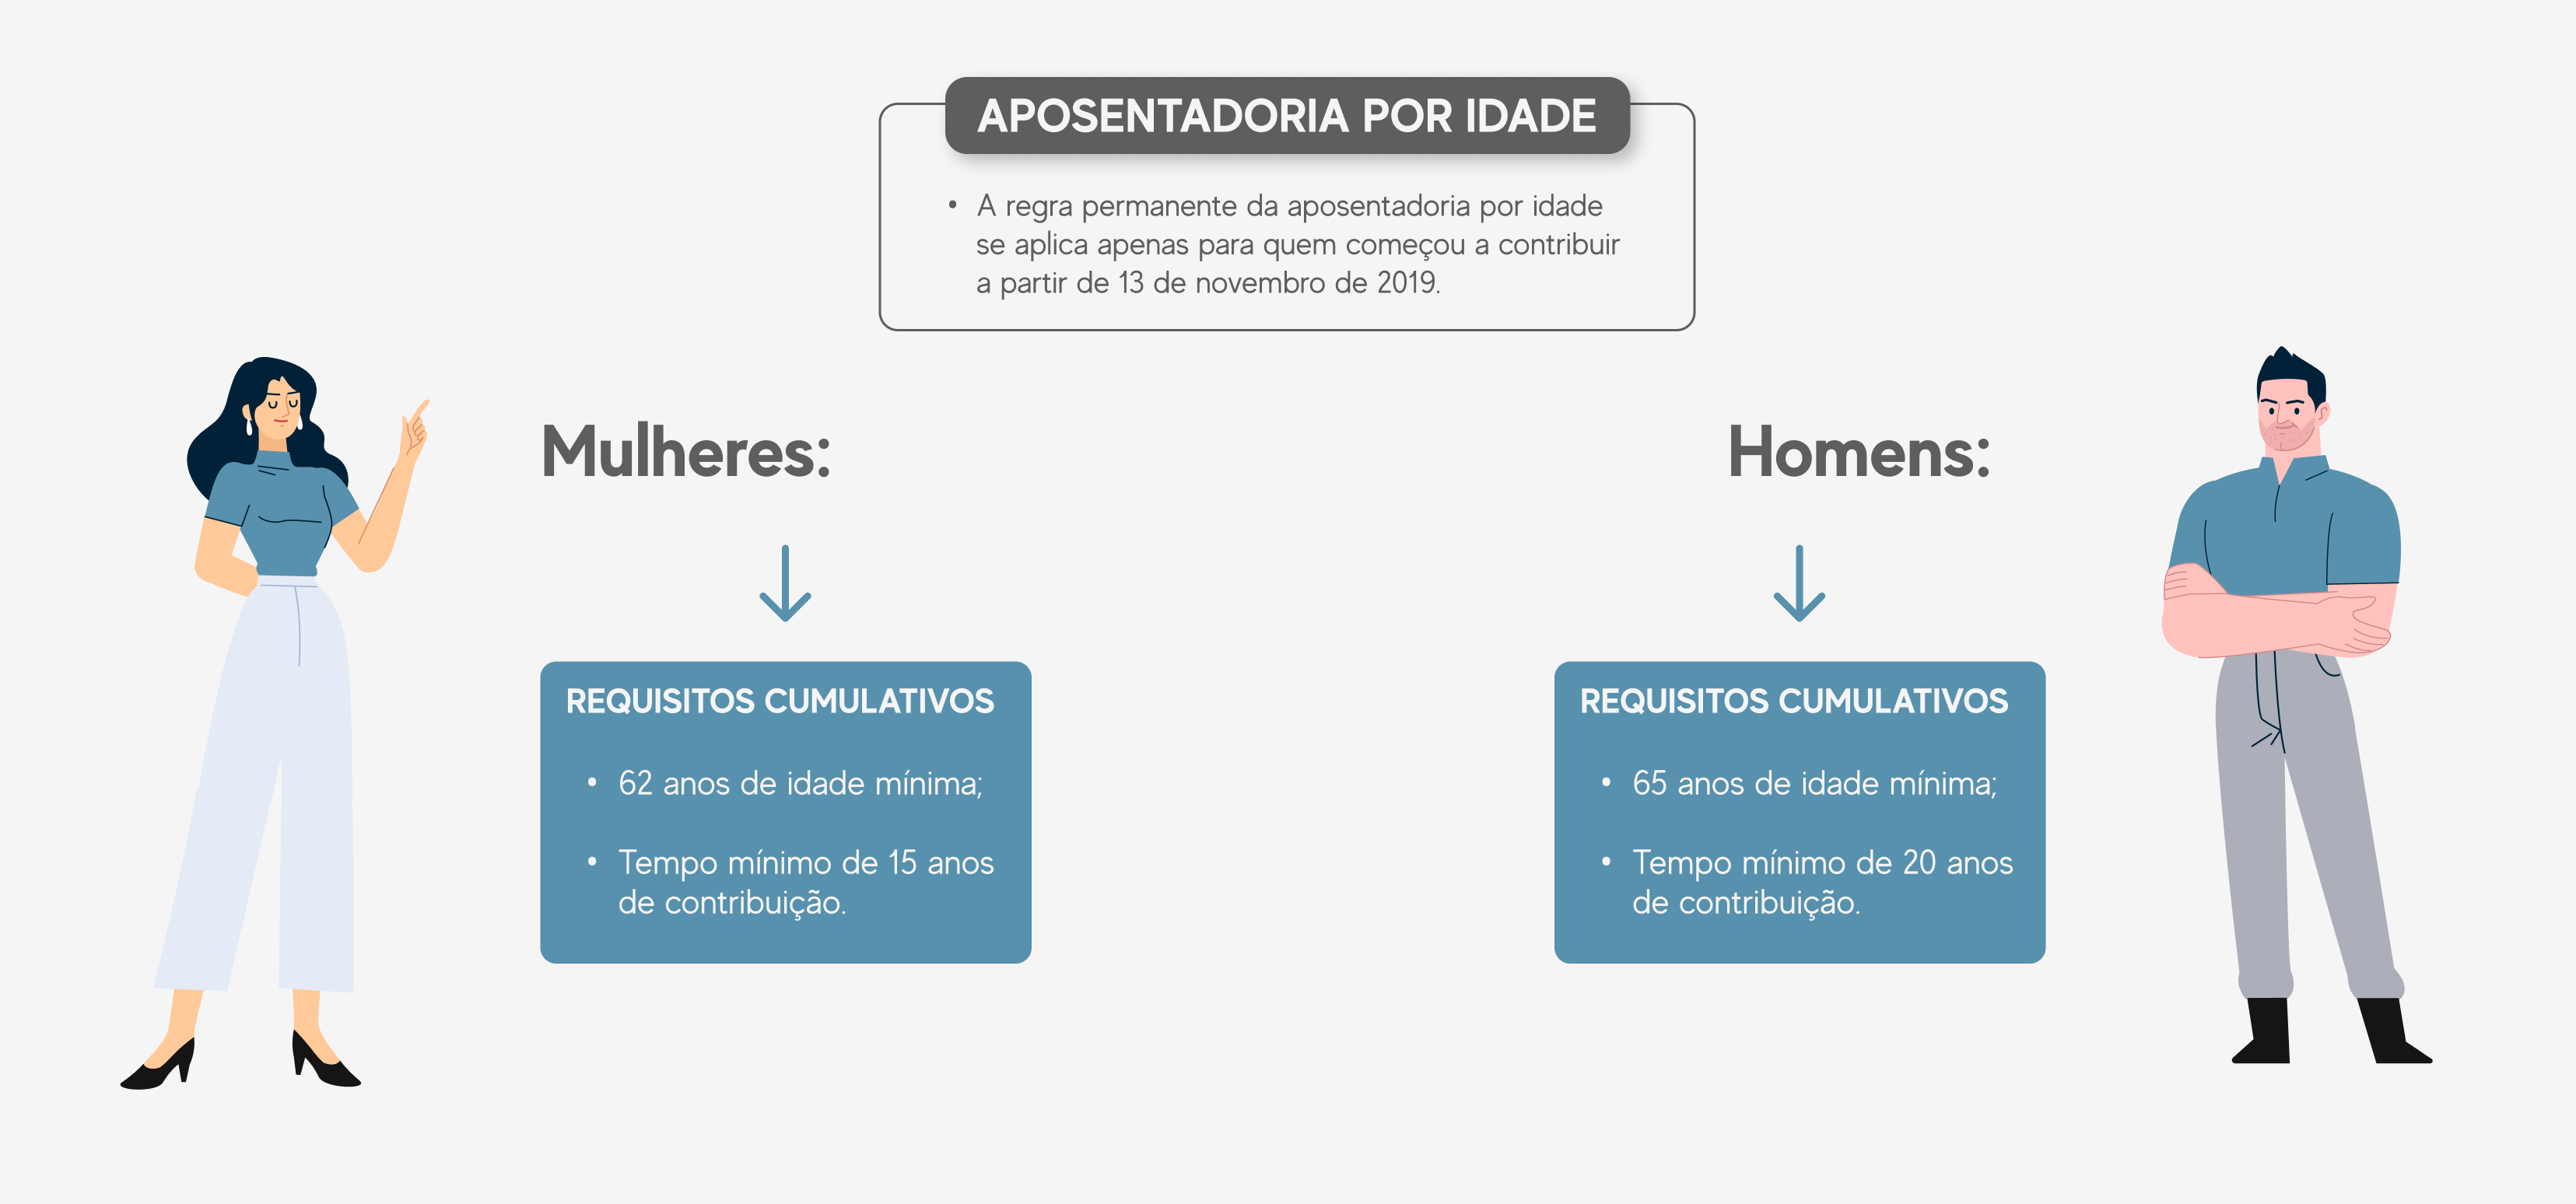 APOSENTADORIA POR IDADE
• A regra permanente da aposentadoria por idade
se aplica apenas para quem começou a contribuir
a partir de 13 de novembro de 2019.
Mulheres:
REQUISITOS CUMULATIVOS
• 62 anos de idade mínima;
• Tempo mínimo de 15 anos
de contribuição.
Homens:
REQUISITOS CUMULATIVOS
• 65 anos de idade mínima;
• Tempo mínimo de 20 anos
de contribuição.